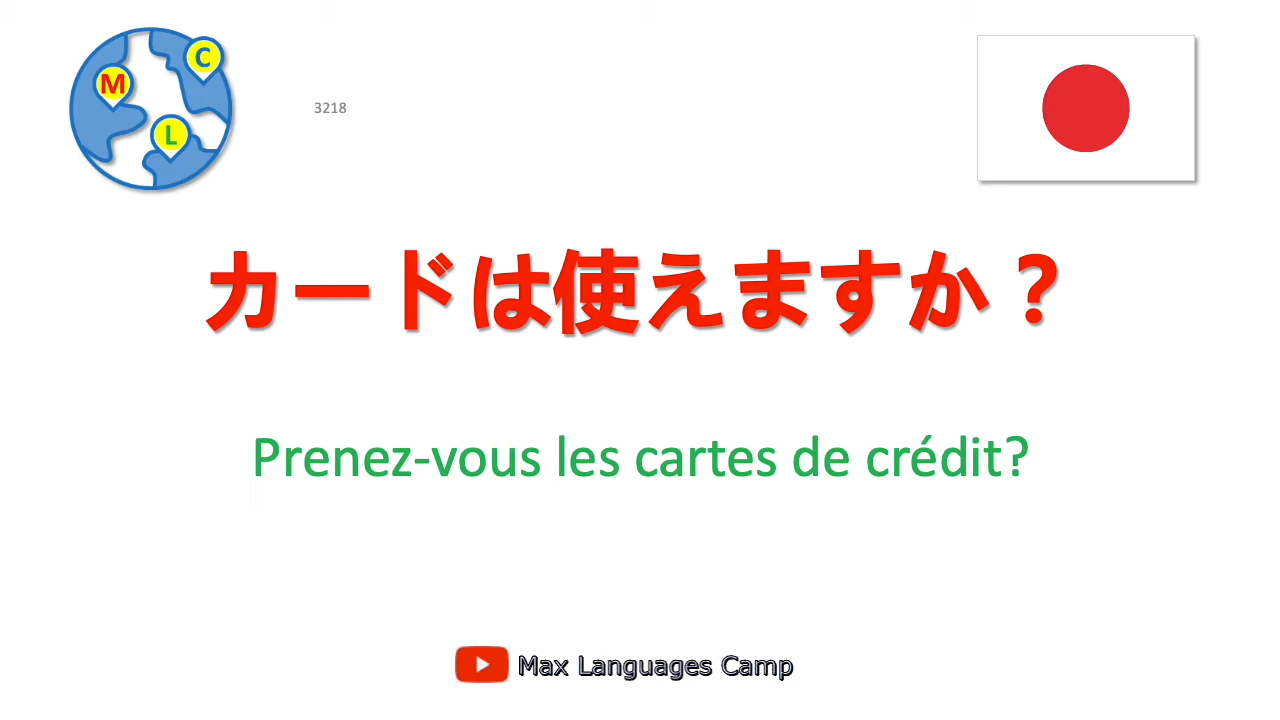 M
C
L
3218
カードは使えますか？
Prenez-vous les cartes de crédit?
Max Languages Camp